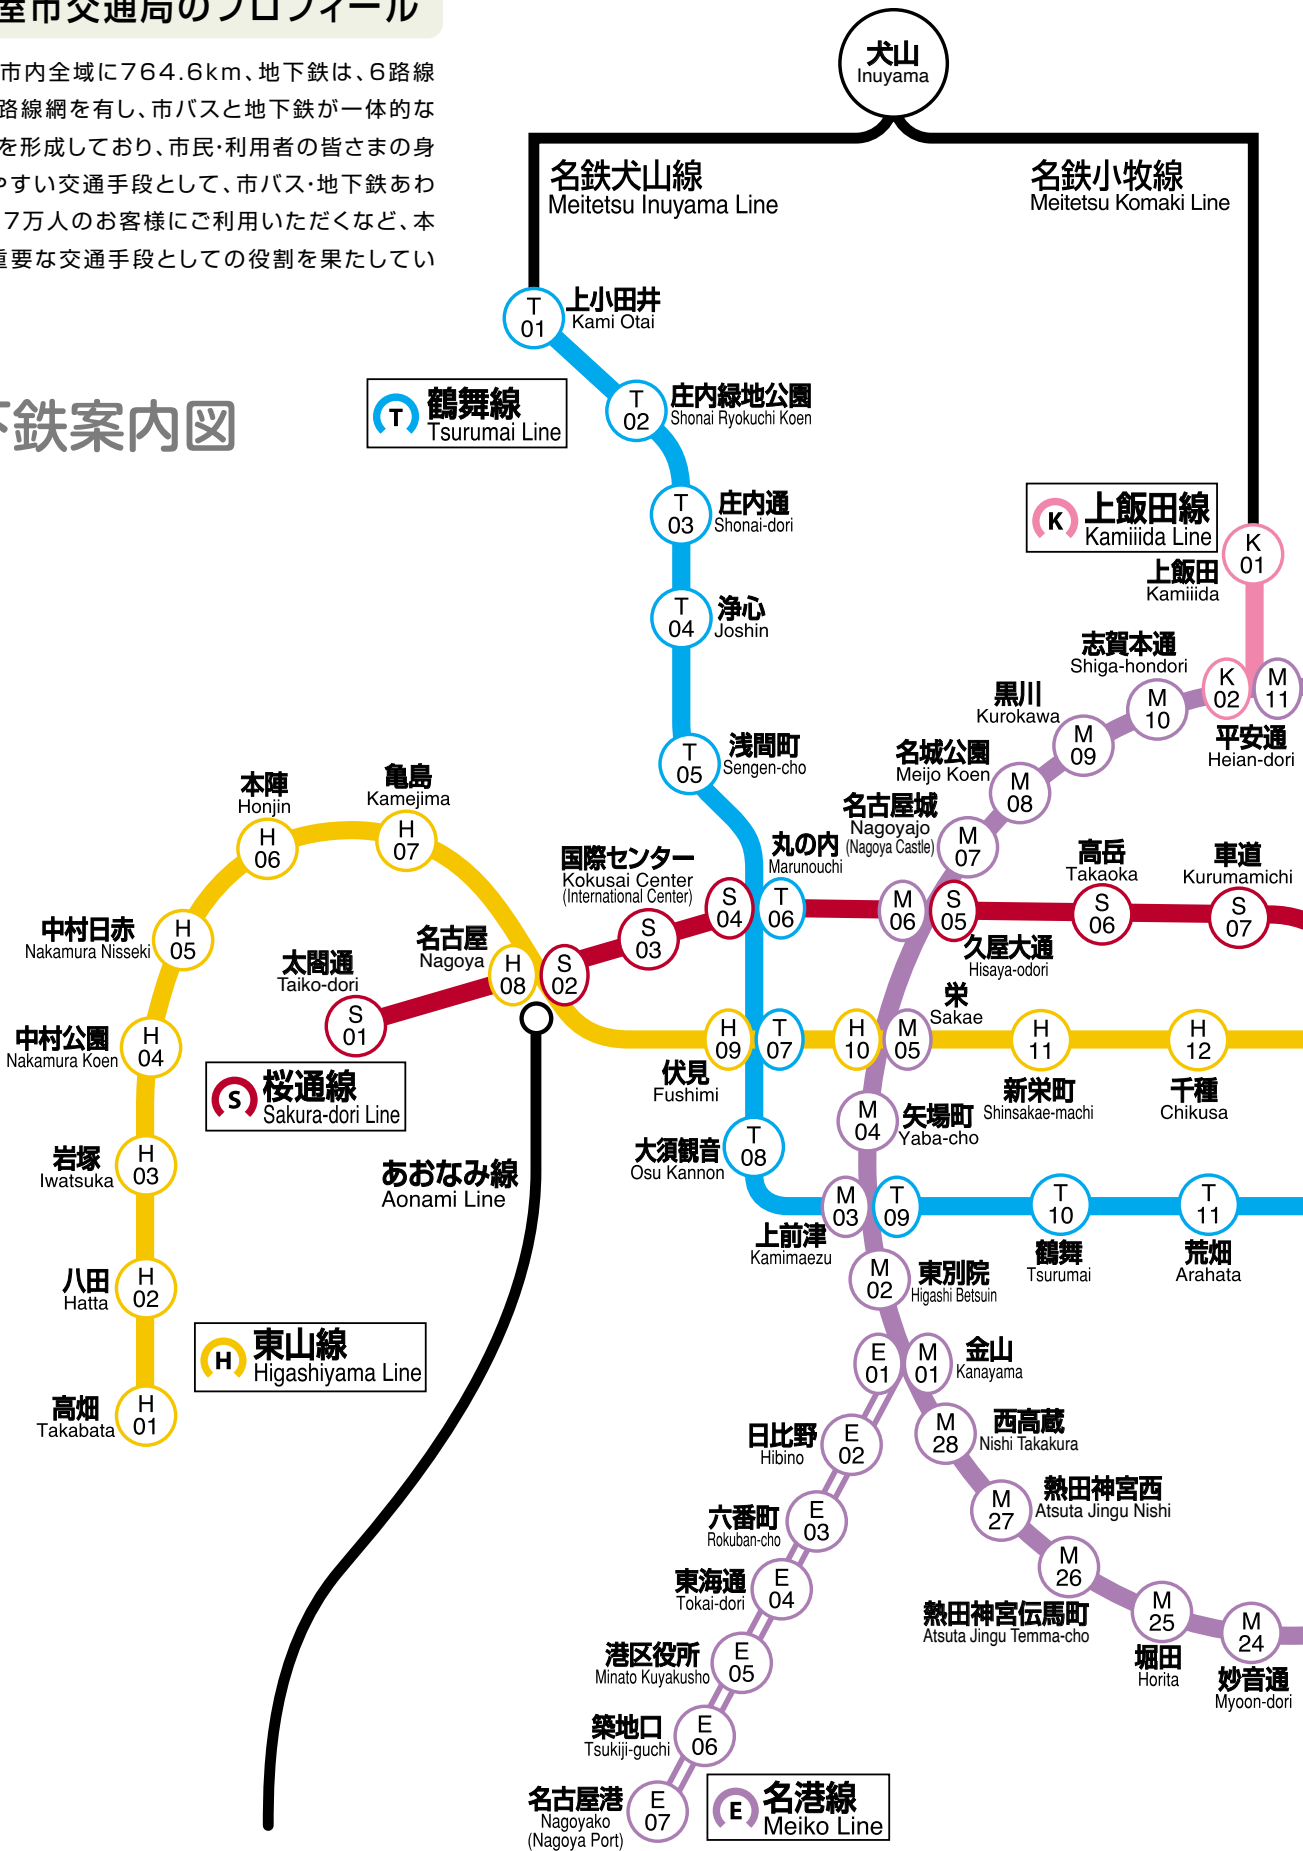 屋市交通局のプロフィール
市内全域に764.6km、地下鉄は、6路線
路線網を有し、市バスと地下鉄が一体的な
を形成しており、市民・利用者の皆さまの身
やすい交通手段として、市バス・地下鉄あわ
7万人のお客様にご利用いただくなど、本
重要な交通手段としての役割を果たしてい
下鉄案内図
犬山
Inuyama
名鉄犬山線
Meitetsu Inuyama Line
名鉄小牧線
Meitetsu Komaki Line
T
01
上小田井
Kami Otai
T
鶴舞線
Tsurumai Line
T
02
庄内緑地公園
Shonai Ryokuchi Koen
T
03
庄内通
Shonai-dori
K
上飯田線
Kamiiida Line
K
01
上飯田
Kamiiida
T
04
浄心
Joshin
志賀本通
Shiga-hondori
M
10
K
02
M
11
平安通
Heian-dori
黒川
Kurokawa
M
09
T
05
浅間町
Sengen-cho
名城公園
Meijo Koen
M
08
本陣
Honjin
H
06
亀島
Kamejima
H
07
名古屋城
Nagoyajo
(Nagoya Castle)
M
07
国際センター
Kokusai Center
(International Center)
S
03
丸の内
Marunouchi
S
04
T
06
M
06
S
05
久屋大通
Hisaya-odori
高岳
Takaoka
S
06
車道
Kurumamichi
S
07
中村日赤
Nakamura Nisseki
H
05
太閤通
Taiko-dori
S
01
名古屋
Nagoya
H
08
S
02
栄
Sakae
中村公園
Nakamura Koen
H
04
H
09
T
07
伏見
Fushimi
H
10
M
05
H
11
新栄町
Shinsakae-machi
H
12
千種
Chikusa
S
桜通線
Sakura-dori Line
M
04
矢場町
Yaba-cho
岩塚
Iwatsuka
H
03
あおなみ線
Aonami Line
大須観音
Osu Kannon
T
08
M
03
T
09
上前津
Kamimaezu
T
10
鶴舞
Tsurumai
T
11
荒畑
Arahata
八田
Hatta
H
02
M
02
東別院
Higashi Betsuin
H
東山線
Higashiyama Line
E
01
M
01
金山
Kanayama
高畑
Takabata
H
01
日比野
Hibino
E
02
M
28
西高蔵
Nishi Takakura
六番町
Rokuban-cho
E
03
M
27
熱田神宮西
Atsuta Jingu Nishi
東海通
Tokai-dori
E
04
M
26
熱田神宮伝馬町
Atsuta Jingu Temma-cho
M
25
堀田
Horita
M
24
妙音通
Myoon-dori
港区役所
Minato Kuyakusho
E
05
築地口
Tsukiji-guchi
E
06
名古屋港
Nagoyako
(Nagoya Port)
E
07
E
名港線
Meiko Line